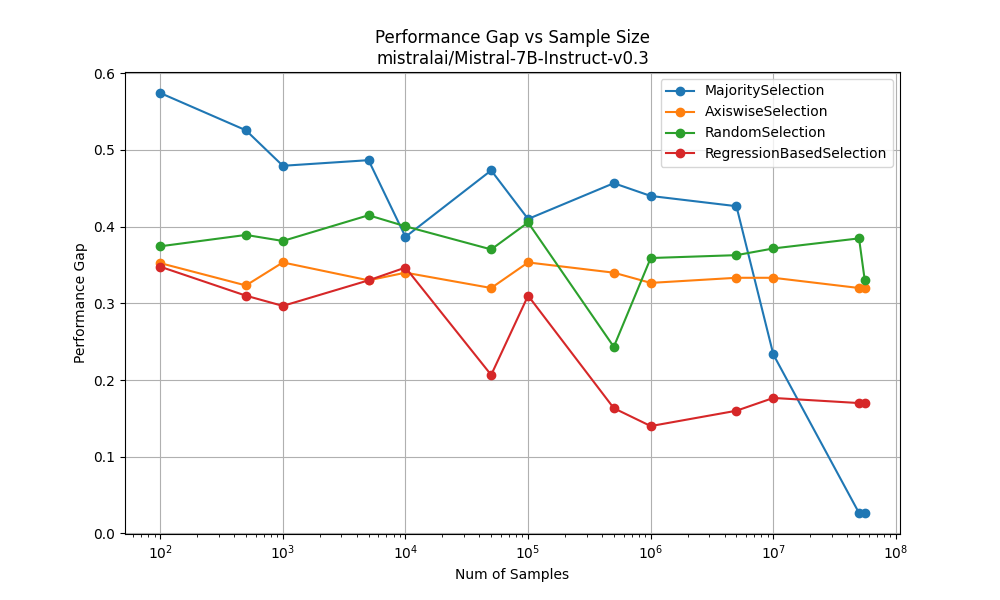 Performance Gap vs Sample Size
mistralai/Mistral-7B-Instruct-v0.3
MajoritySelection
AxiswiseSelection
RandomSelection
RegressionBasedSelection
Performance Gap
0.6
0.5
0.4
0.3
0.2
0.1
0.0
10² 10³ 10⁴ 10⁵ 10⁶ 10⁷ 10⁸
Num of Samples